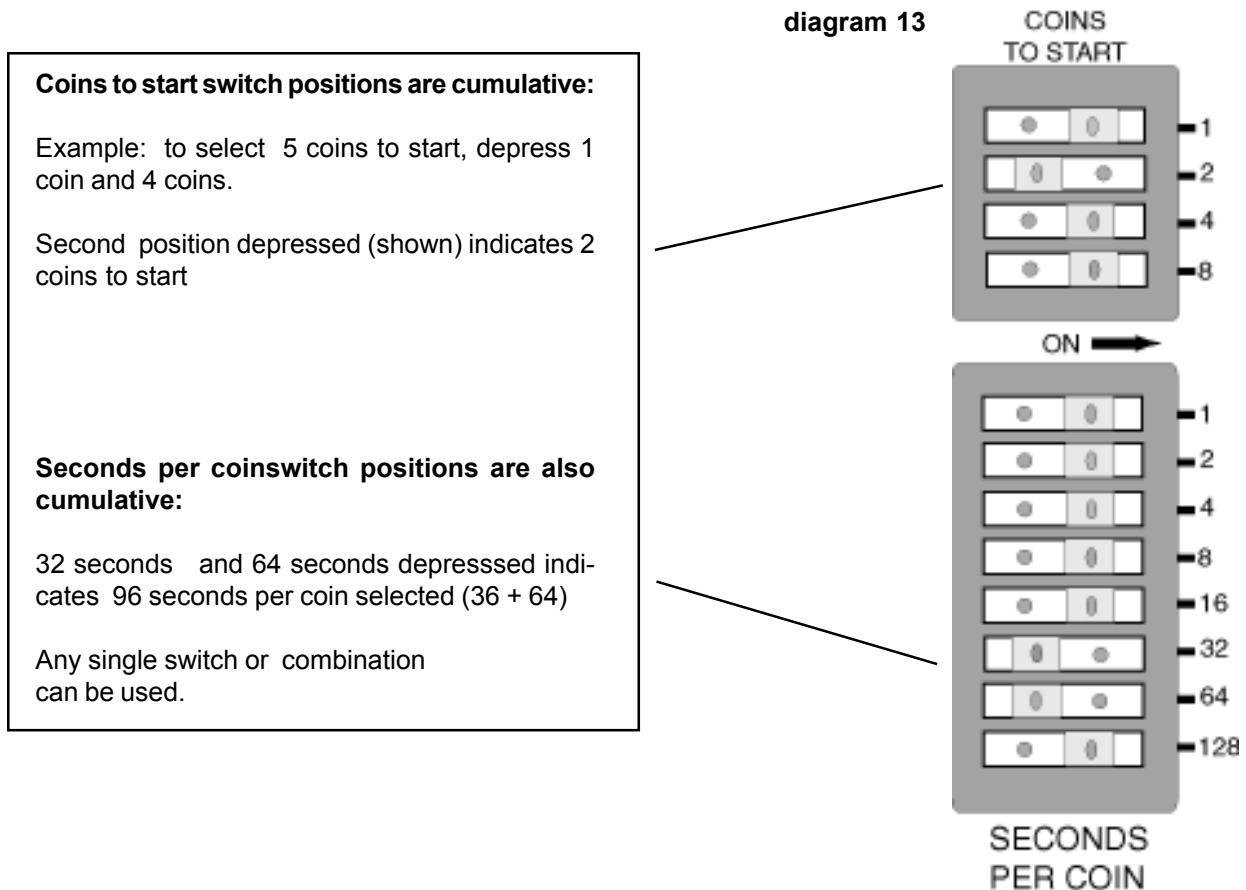 diagram 13
COINS
TO START
Coins to start switch positions are cumulative:
Example: to select 5 coins to start, depress 1
coin and 4 coins.
Second position depressed (shown) indicates 2
coins to start
1
2
4
8
ON
Seconds per coinswitch positions are also
cumulative:
32 seconds and 64 seconds depresssed indi-
cates 96 seconds per coin selected (36 + 64)
Any single switch or combination
can be used.
1
2
4
8
16
32
64
128
SECONDS
PER COIN